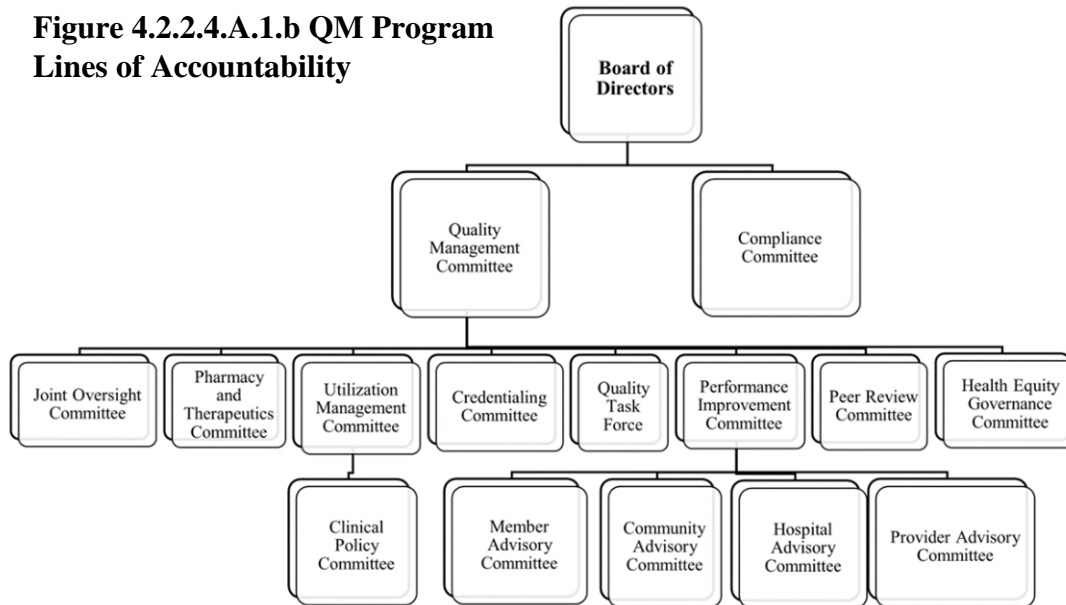 Figure 4.2.2.4.A.1.b QM Program
Lines of Accountability
Board of
Directors
Quality
Management
Committee
Compliance
Committee
Joint Oversight
Committee
Pharmacy
and
Therapeutics
Committee
Utilization
Management
Committee
Credentialing
Committee
Quality
Task
Force
Performance
Improvement
Committee
Peer Review
Committee
Health Equity
Governance
Committee
Clinical
Policy
Committee
Member
Advisory
Committee
Community
Advisory
Committee
Hospital
Advisory
Committee
Provider Advisory
Committee